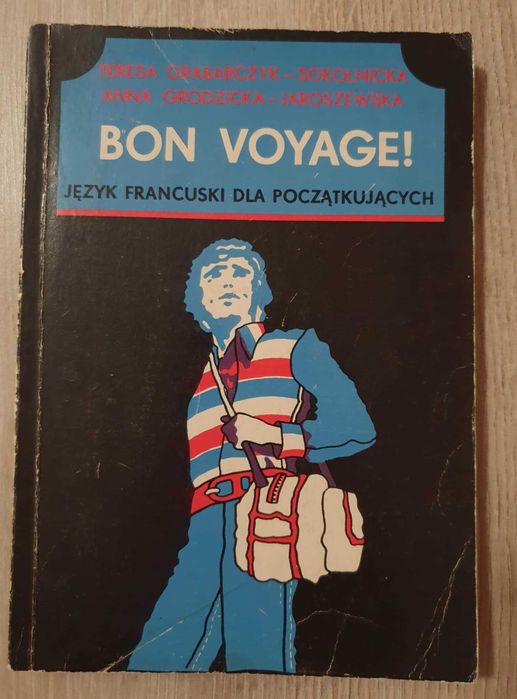 TERESA GRABARCZYK-SOKOLNICKA
ANNA GRODZICKA-JAROSZEWSKA
BON VOYAGE!
JĘZYK FRANCUSKI DLA POCZĄTKUJĄCYCH